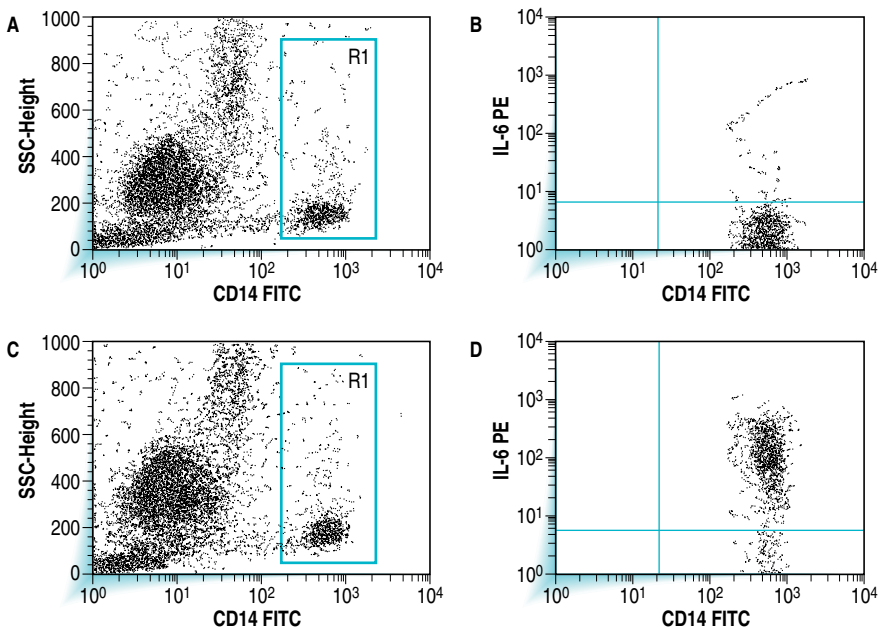 A
SSC-Height
1000
800
600
400
200
0
R1
10⁰ 10¹ 10² 10³ 10⁴
CD14 FITC
B
IL-6 PE
10⁴
10³
10²
10¹
10⁰
10⁰ 10¹ 10² 10³ 10⁴
CD14 FITC
C
SSC-Height
1000
800
600
400
200
0
R1
10⁰ 10¹ 10² 10³ 10⁴
CD14 FITC
D
IL-6 PE
10⁴
10³
10²
10¹
10⁰
10⁰ 10¹ 10² 10³ 10⁴
CD14 FITC